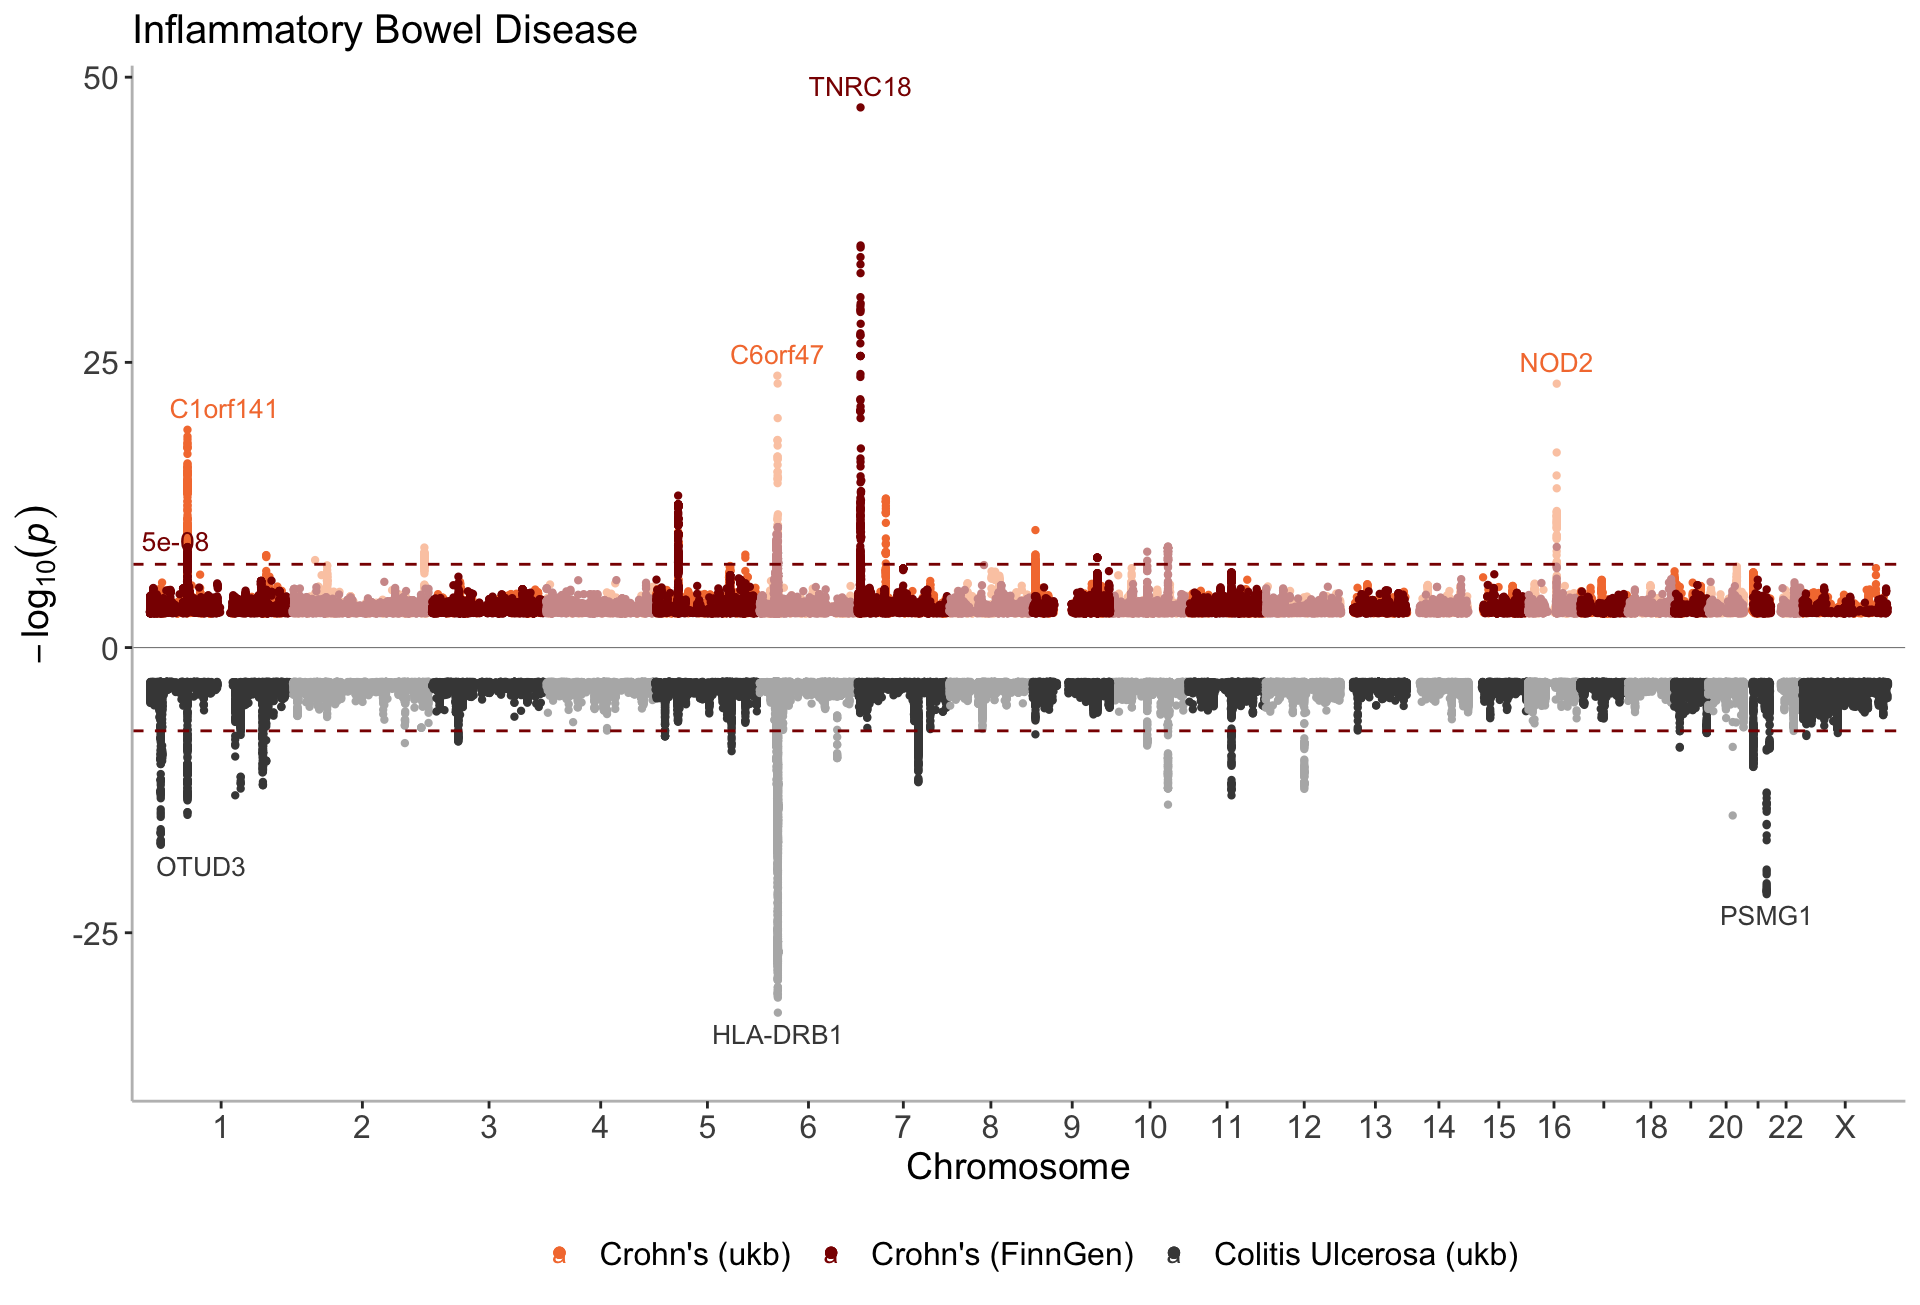 Inflammatory Bowel Disease
50
TNRC18
25
C6orf47
NOD2
C1orf141
5e-08
−log10(p)
0
OTUD3
PSMG1
-25
HLA-DRB1
1 2 3 4 5 6 7 8 9 10 11 12 13 14 15 16 18 20 22 X
Chromosome
a Crohn's (ukb) a Crohn's (FinnGen) a Colitis Ulcerosa (ukb)